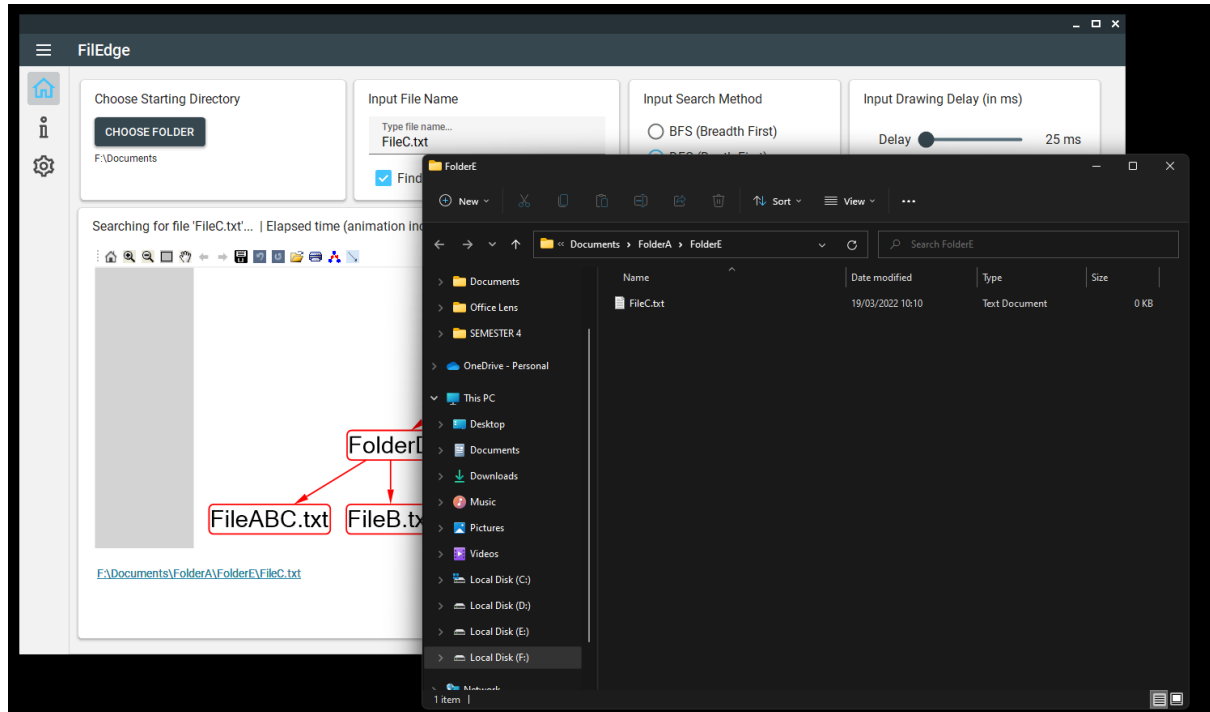 FilEdge
Choose Starting Directory
CHOOSE FOLDER
F:\Documents
Input File Name
Type file name...
FileC.txt
Find
Input Search Method
BFS (Breadth First)
Input Drawing Delay (in ms)
Delay 25 ms
Searching for file 'FileC.txt'... | Elapsed time (animation inc
FolderD
FileABC.txt
FileB.tx
F:\Documents\FolderA\FolderE\FileC.txt
FolderE
New
Sort
View
« Documents › FolderA › FolderE
Search FolderE
Name Date modified Type Size
FileC.txt 19/03/2022 10:10 Text Document 0 KB
Documents
Office Lens
SEMESTER 4
OneDrive - Personal
This PC
Desktop
Documents
Downloads
Music
Pictures
Videos
Local Disk (C:)
Local Disk (D:)
Local Disk (E:)
Local Disk (F:)
Network
1 item